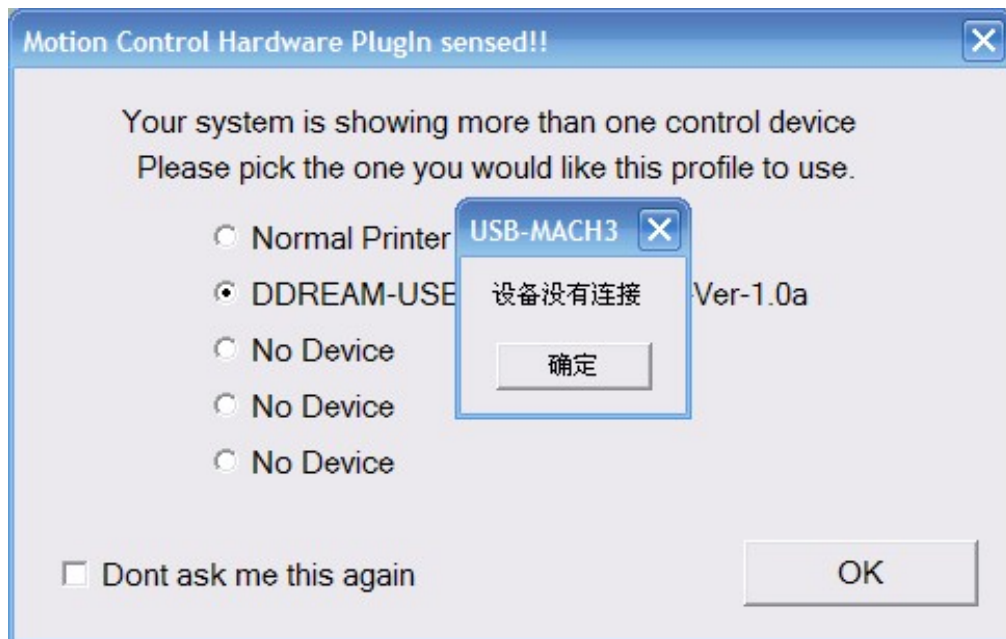 Motion Control Hardware PlugIn sensed!!
Your system is showing more than one control device
Please pick the one you would like this profile to use.
Normal Printer
DDREAM-USB
-Ver-1.0a
No Device
No Device
No Device
USB-MACH3
设备没有连接
确定
Dont ask me this again
OK